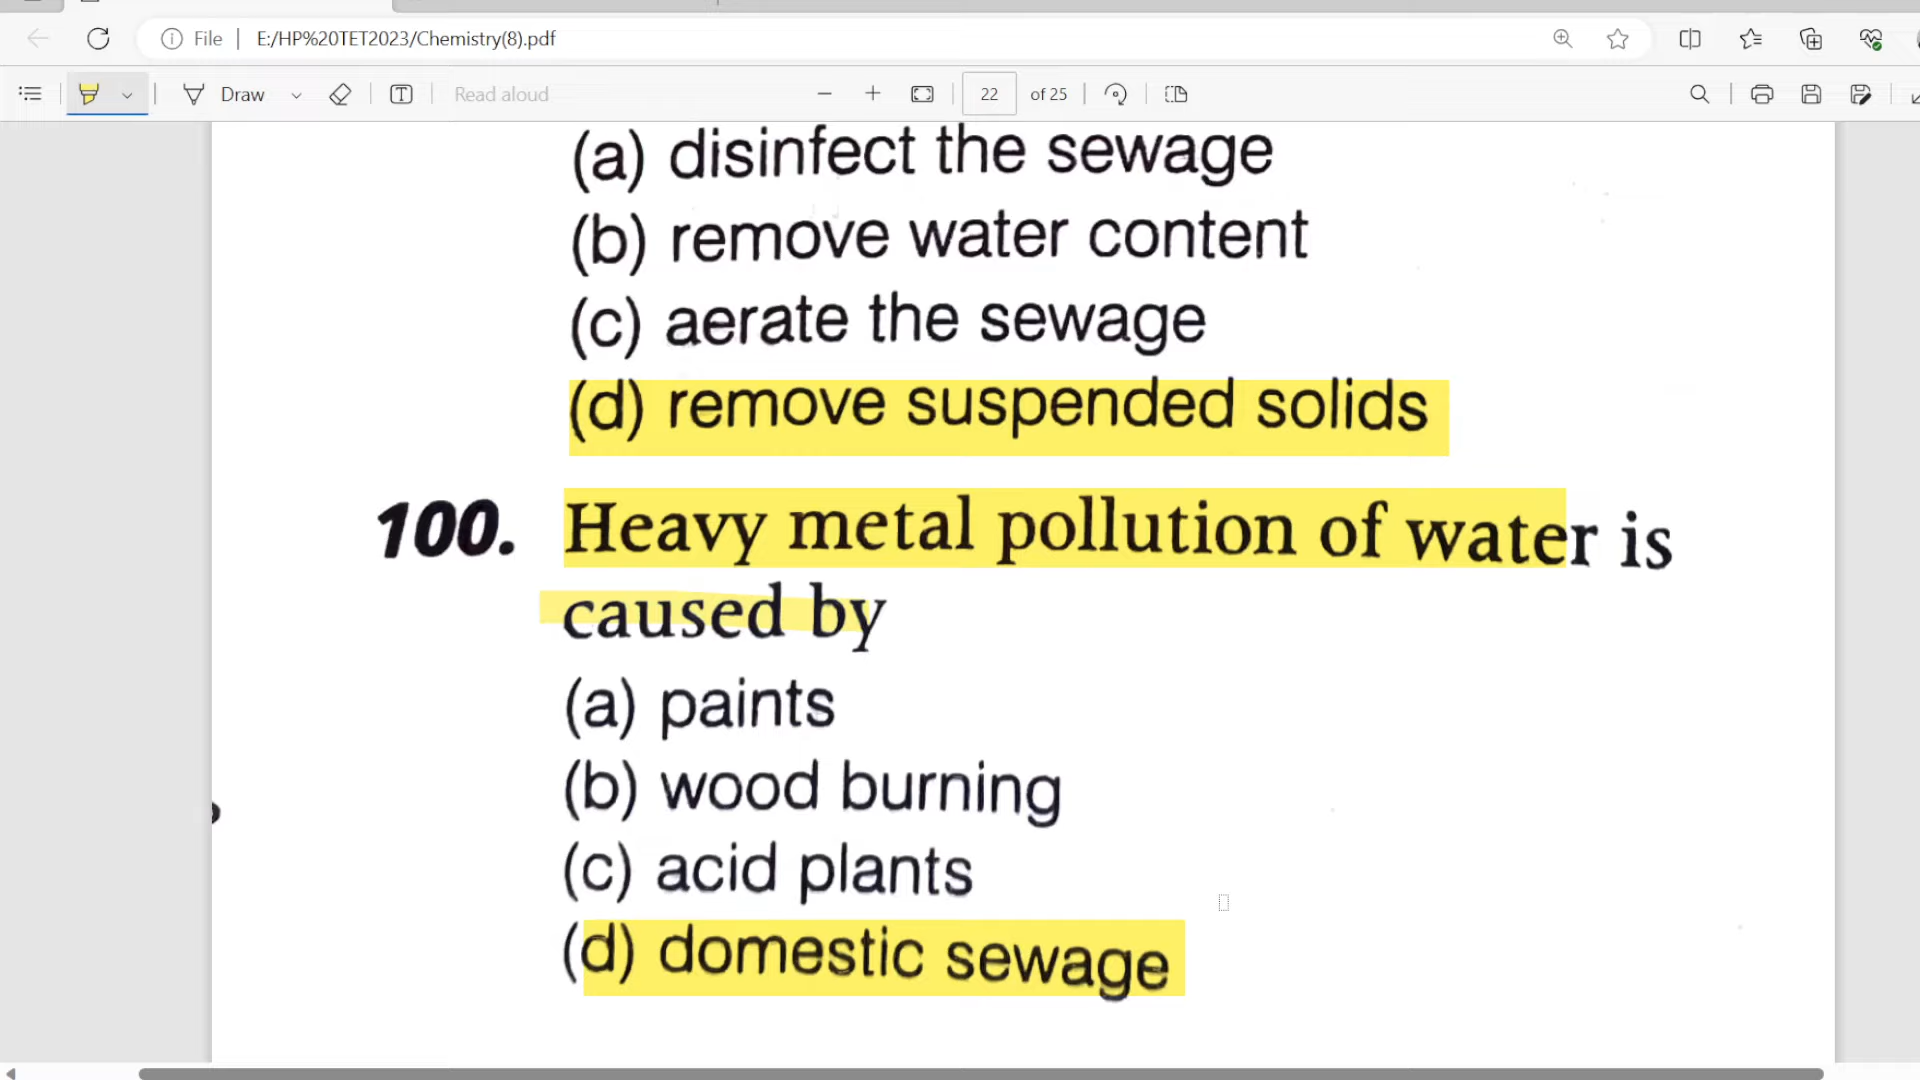 File E:/HP%20TET2023/Chemistry(8).pdf
Draw Read aloud 22 of 25
(a) disinfect the sewage
(b) remove water content
(c) aerate the sewage
(d) remove suspended solids
100. Heavy metal pollution of water is
caused by
(a) paints
(b) wood burning
(c) acid plants
(d) domestic sewage